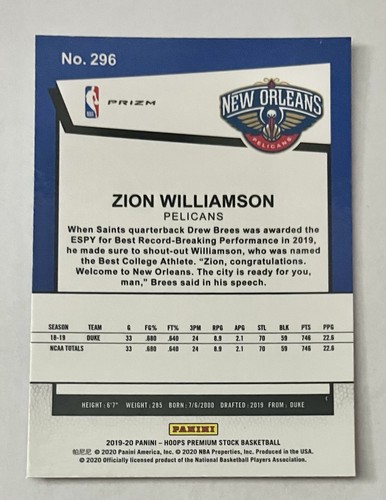 No. 296
NBA
PRIZM
NEW ORLEANS
PELICANS
ZION WILLIAMSON
PELICANS
When Saints quarterback Drew Brees was awarded the
ESPY for Best Record-Breaking Performance in 2019,
he made sure to shout-out Williamson, who was named
the Best College Athlete. “Zion, congratulations.
Welcome to New Orleans. The city is ready for you,
man,” Brees said in his speech.
SEASON TEAM G FG% FT% 3PM RPG APG STL BLK PTS PPG
18-19 DUKE 33 .680 .640 24 8.9 2.1 70 59 746 22.6
NCAA TOTALS 33 .680 .640 24 8.9 2.1 70 59 746 22.6
HEIGHT: 6'7" WEIGHT: 285 BORN: 7/6/2000 DRAFTED: 2019 FROM: DUKE
PANINI
2019-20 PANINI – HOOPS PREMIUM STOCK BASKETBALL
帕尼尼 © 2020 Panini America, Inc. © 2020 NBA Properties, Inc. Produced in the USA.
© 2020 Officially licensed product of the National Basketball Players Association.